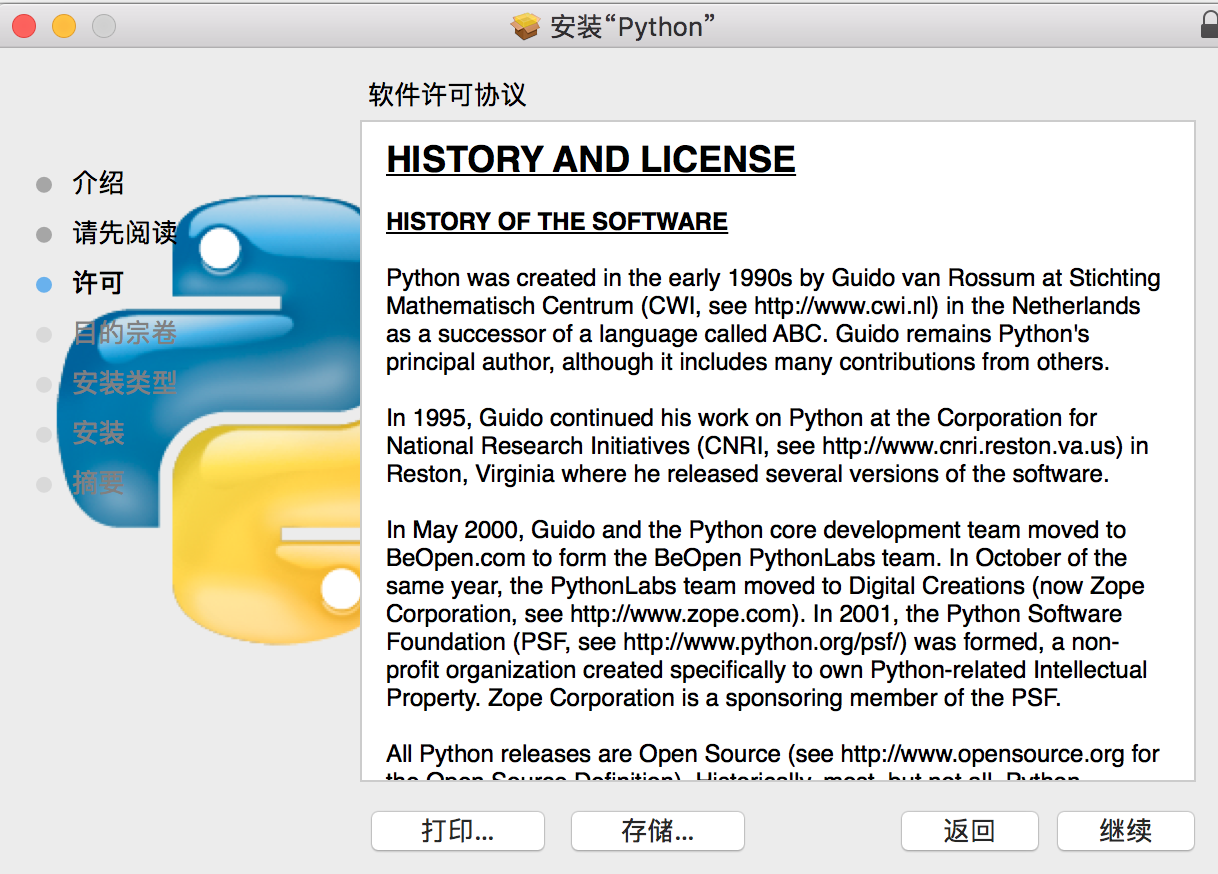 安装“Python”
软件许可协议
介绍
请先阅读
许可
目的宗卷
安装类型
安装
摘要
HISTORY AND LICENSE
HISTORY OF THE SOFTWARE
Python was created in the early 1990s by Guido van Rossum at Stichting
Mathematisch Centrum (CWI, see http://www.cwi.nl) in the Netherlands
as a successor of a language called ABC. Guido remains Python's
principal author, although it includes many contributions from others.
In 1995, Guido continued his work on Python at the Corporation for
National Research Initiatives (CNRI, see http://www.cnri.reston.va.us) in
Reston, Virginia where he released several versions of the software.
In May 2000, Guido and the Python core development team moved to
BeOpen.com to form the BeOpen PythonLabs team. In October of the
same year, the PythonLabs team moved to Digital Creations (now Zope
Corporation, see http://www.zope.com). In 2001, the Python Software
Foundation (PSF, see http://www.python.org/psf/) was formed, a non-
profit organization created specifically to own Python-related Intellectual
Property. Zope Corporation is a sponsoring member of the PSF.
All Python releases are Open Source (see http://www.opensource.org for
the Open Source Definition). Historically, most, but not all, Python
打印...
存储...
返回
继续